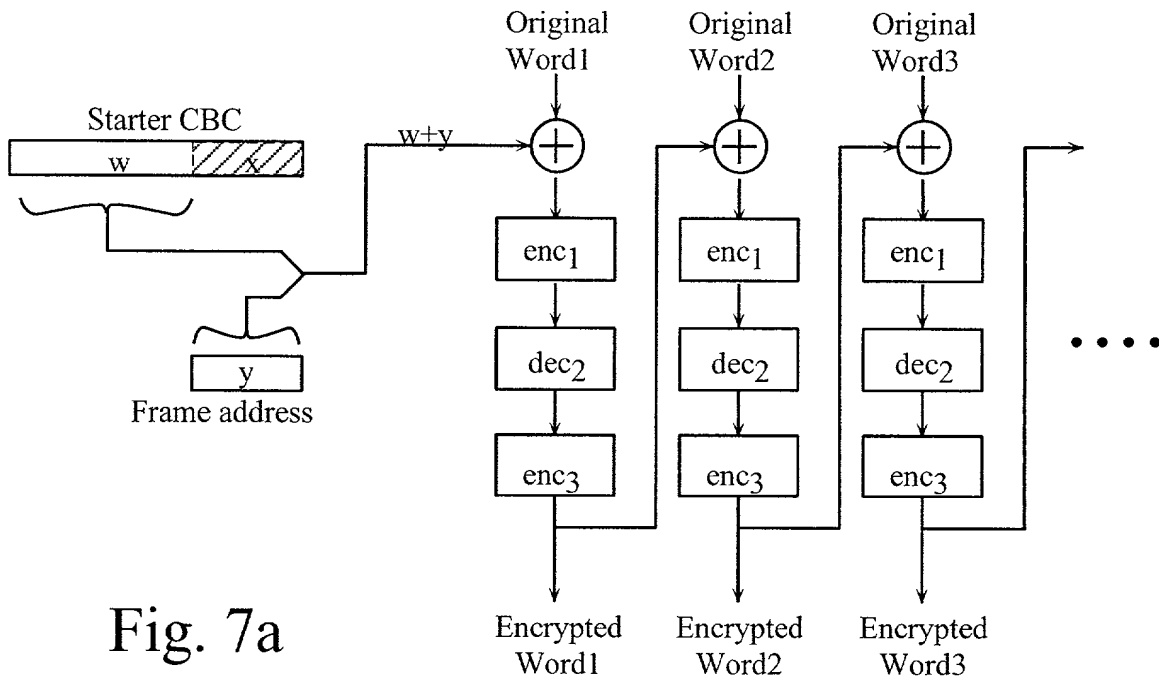 Original Word1
Original Word2
Original Word3
Starter CBC
w
x
w+y
+
+
+
enc1
enc1
enc1
dec2
dec2
dec2
y
Frame address
enc3
enc3
enc3
Encrypted Word1
Encrypted Word2
Encrypted Word3
Fig. 7a